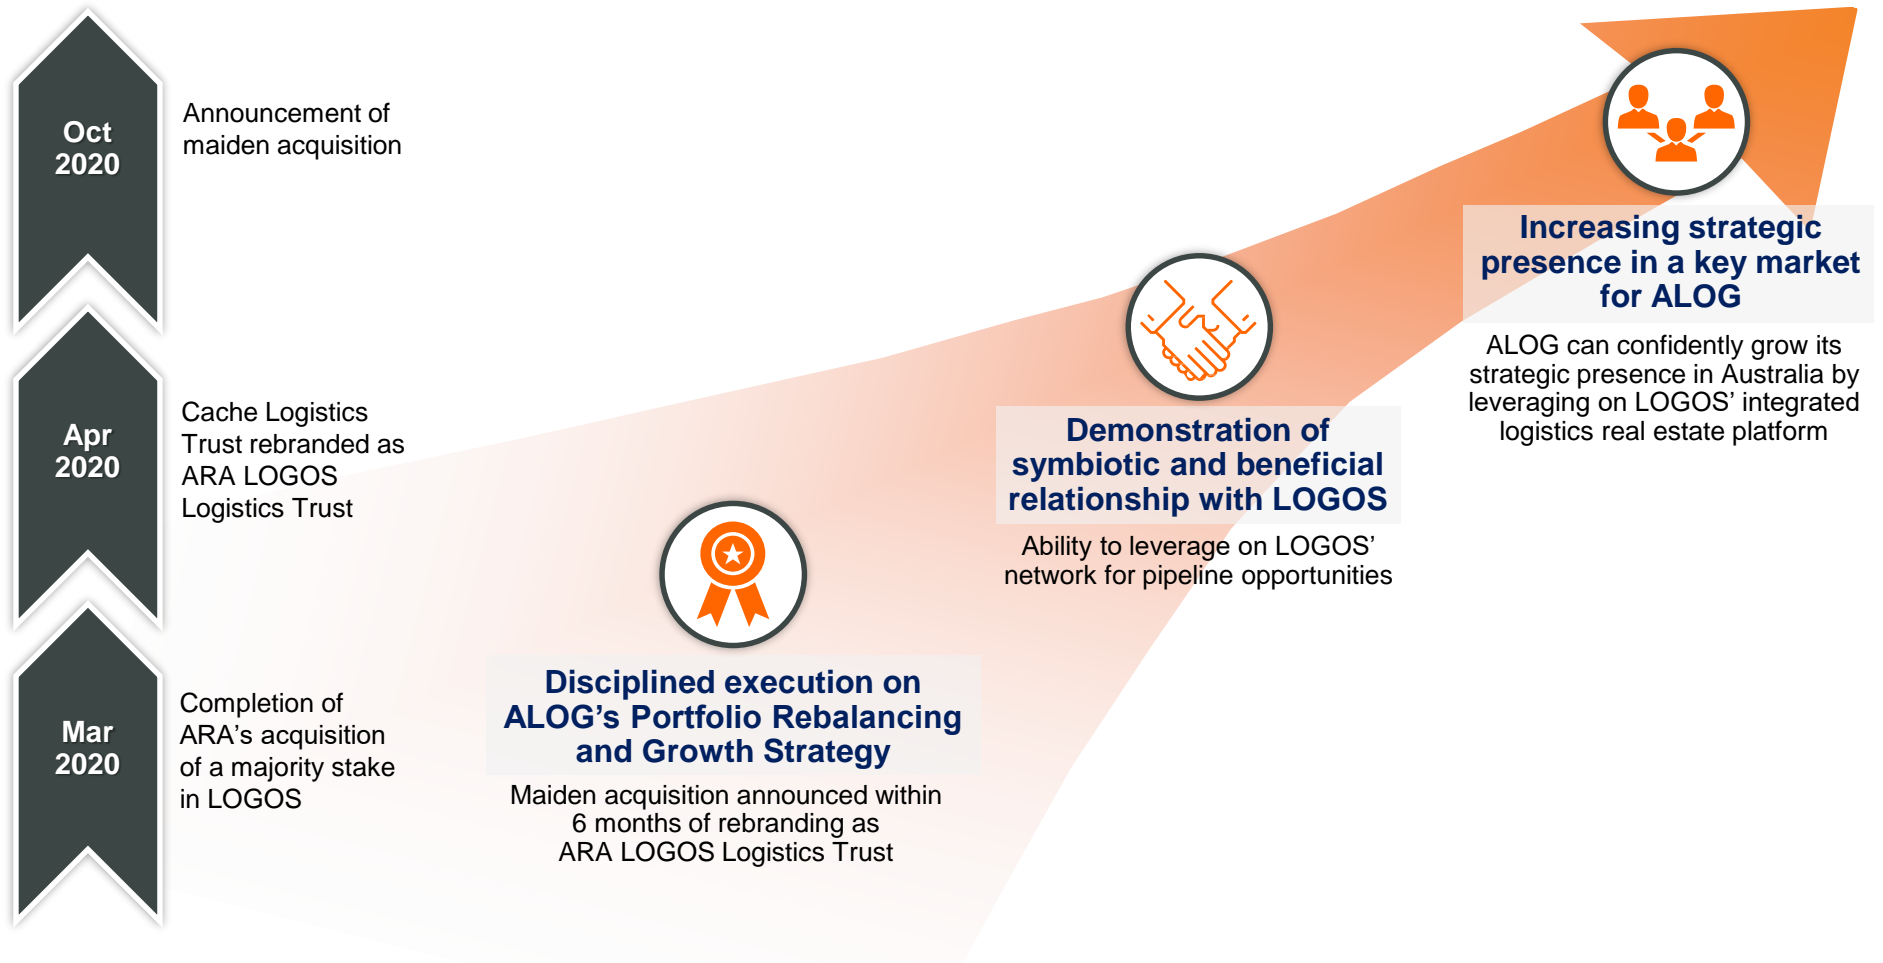 Oct
2020
Announcement of
maiden acquisition
Apr
2020
Cache Logistics
Trust rebranded as
ARA LOGOS
Logistics Trust
Mar
2020
Completion of
ARA’s acquisition
of a majority stake
in LOGOS
Disciplined execution on
ALOG’s Portfolio Rebalancing
and Growth Strategy
Maiden acquisition announced within
6 months of rebranding as
ARA LOGOS Logistics Trust
Demonstration of
symbiotic and beneficial
relationship with LOGOS
Ability to leverage on LOGOS’
network for pipeline opportunities
Increasing strategic
presence in a key market
for ALOG
ALOG can confidently grow its
strategic presence in Australia by
leveraging on LOGOS’ integrated
logistics real estate platform